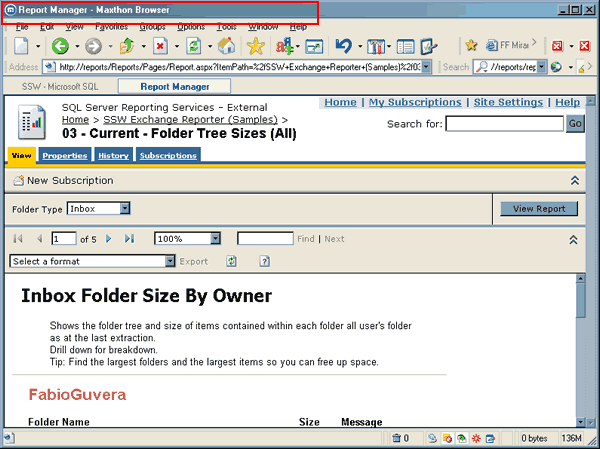 Report Manager - Maxthon Browser
File Edit View Favorites Groups Options Tools Window Help
FF Mirac
Address http://reports/Reports/Pages/Report.aspx?ItemPath=%2fSSW+Exchange+Reporter+(Samples)%2f03 Search //reports/rep
SSW - Microsoft SQL Report Manager
SQL Server Reporting Services - External
Home | My Subscriptions | Site Settings | Help
Home > SSW Exchange Reporter (Samples) >
03 - Current - Folder Tree Sizes (All)
Search for: Go
View Properties History Subscriptions
New Subscription
Folder Type Inbox View Report
1 of 5 100% Find | Next
Select a format Export
Inbox Folder Size By Owner
Shows the folder tree and size of items contained within each folder all user's folder
as at the last extraction.
Drill down for breakdown.
Tip: Find the largest folders and the largest items so you can free up space.
FabioGuvera
Folder Name Size Message
0 0 bytes 136M